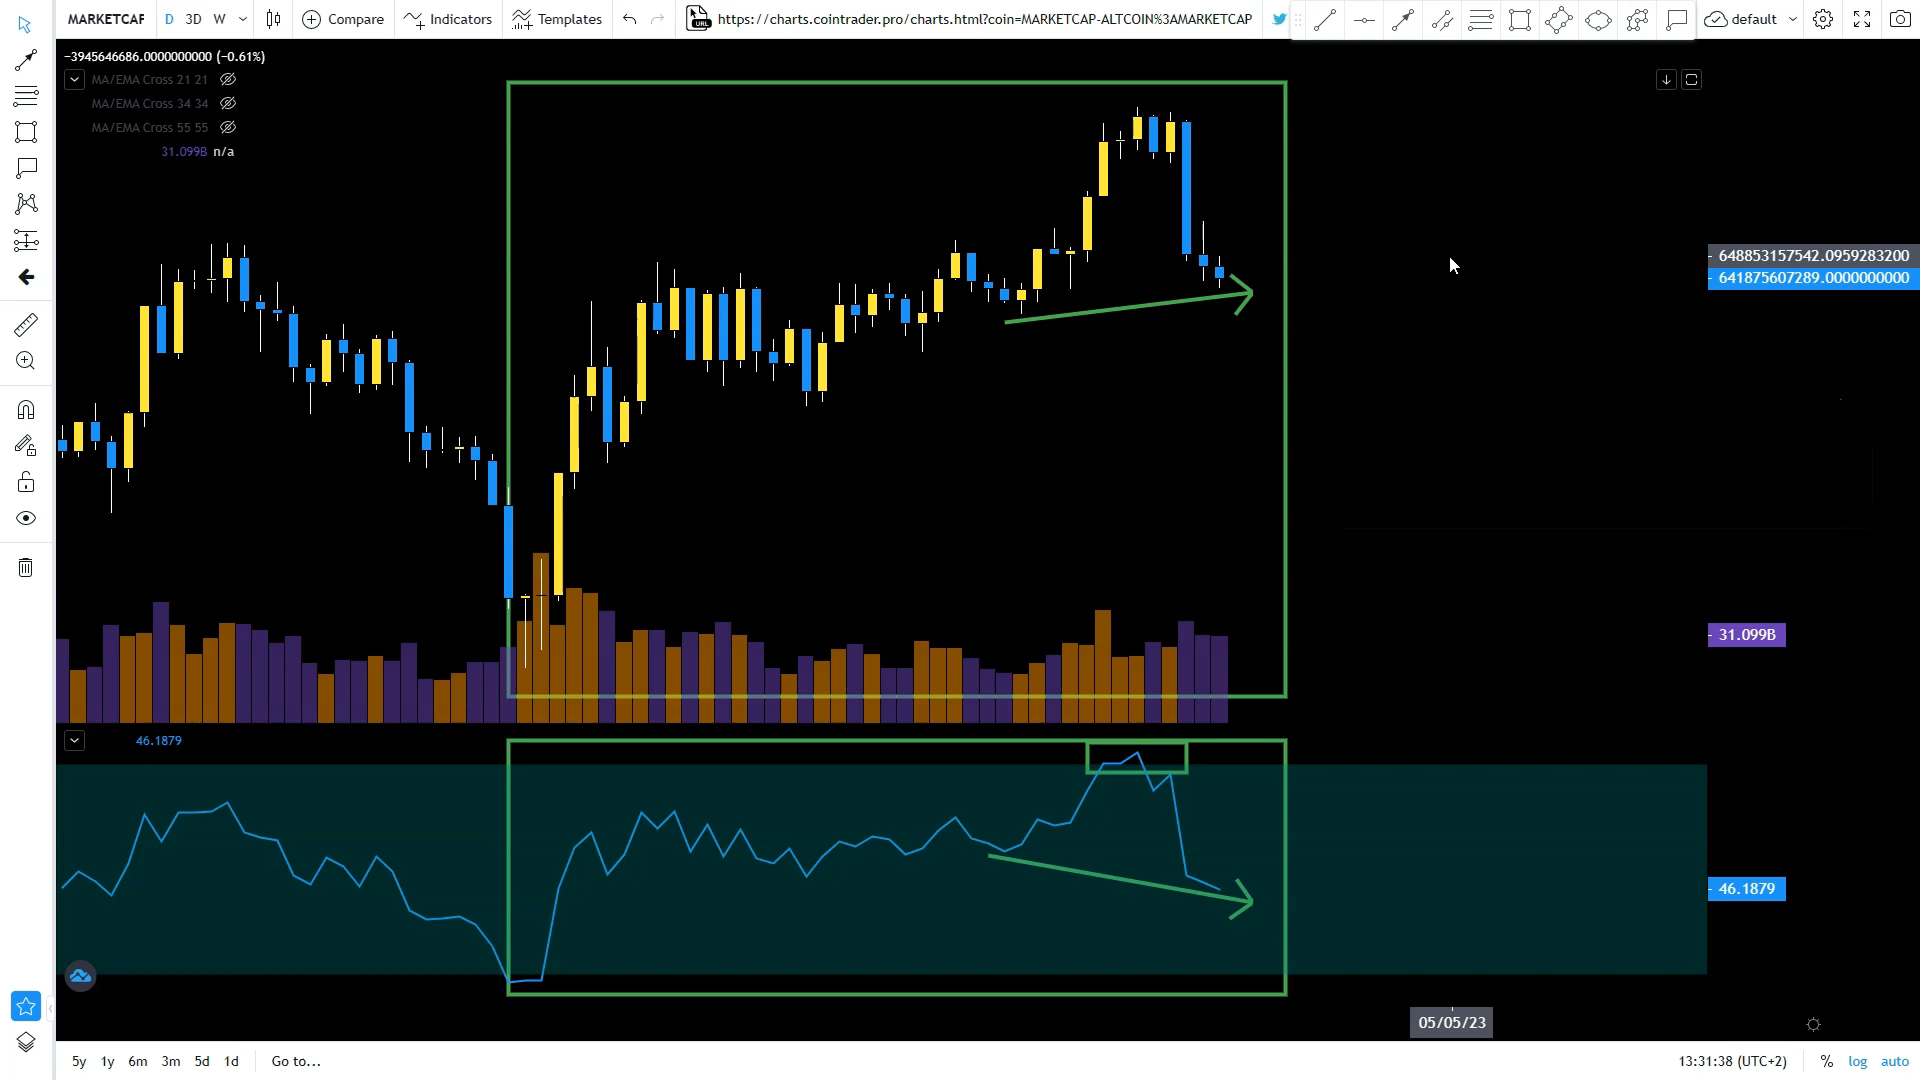 MARKETCAP D 3D W Compare Indicators Templates URL https://charts.cointrader.pro/charts.html?coin=MARKETCAP-ALTCOIN%3AMARKETCAP default
−3945646686.0000000000 (−0.61%)
MA/EMA Cross 21 21
MA/EMA Cross 34 34
MA/EMA Cross 55 55
31.099B n/a
648853157542.0959283200
641875607289.0000000000
31.099B
46.1879
46.1879
05/05/23
5y 1y 6m 3m 5d 1d Go to... 13:31:38 (UTC+2) % log auto